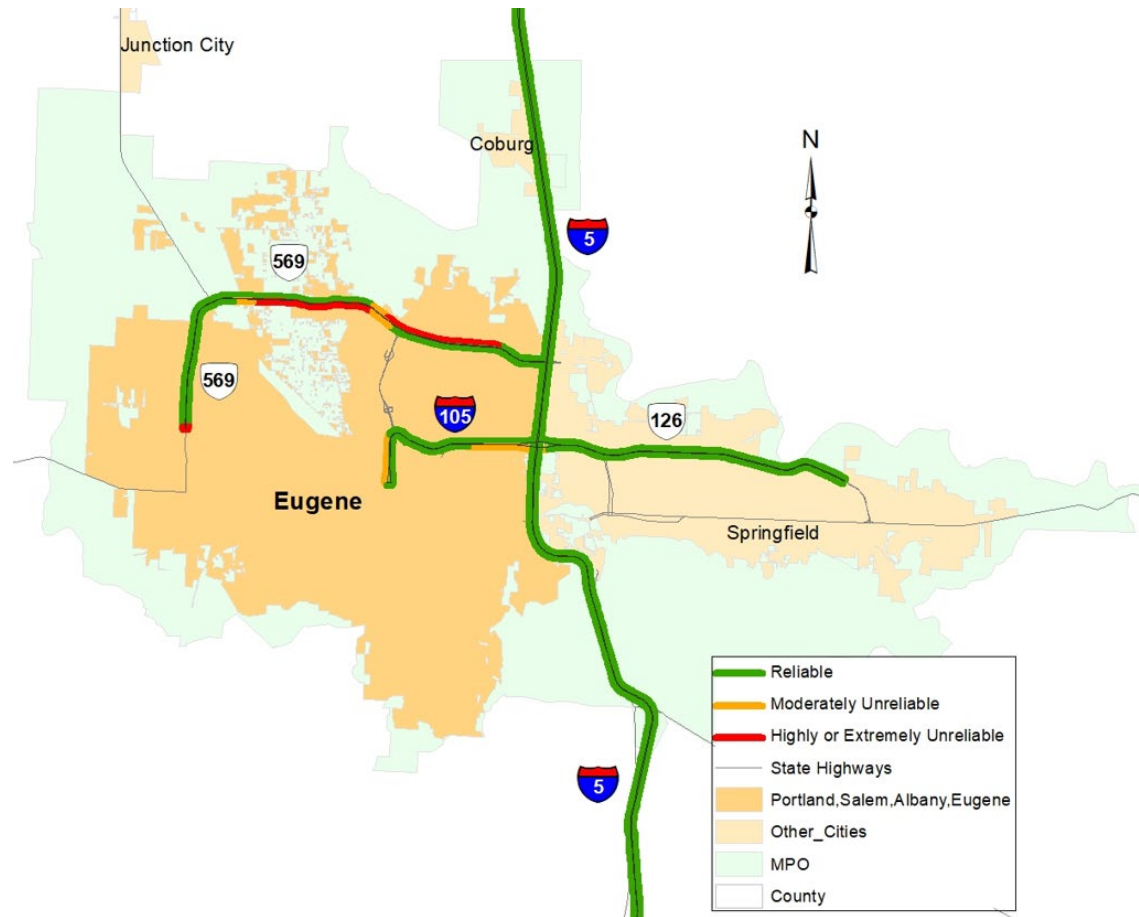 Junction City
Coburg
N
5
569
569
105
126
Eugene
Springfield
5
Reliable
Moderately Unreliable
Highly or Extremely Unreliable
State Highways
Portland,Salem,Albany,Eugene
Other_Cities
MPO
County